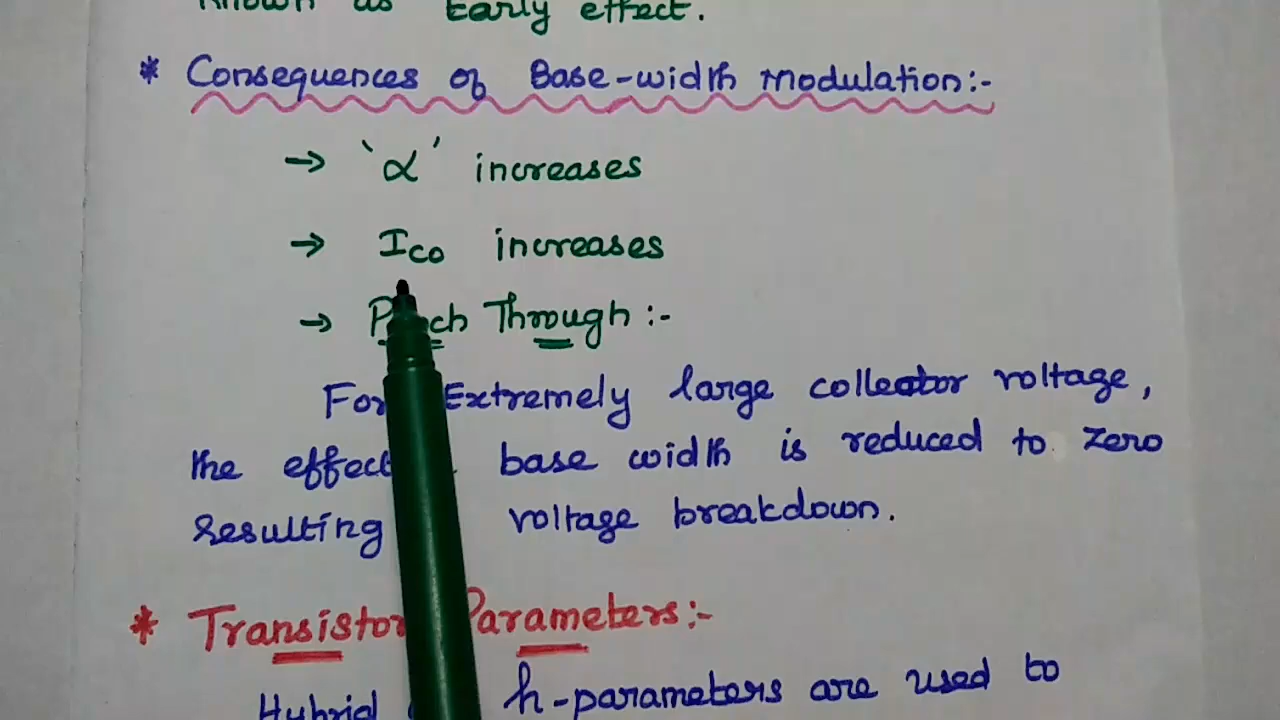 Known as Early effect.
* Consequences of Base-width Modulation:-
→ 'α' increases
→ Ico increases
→ Through :-
For Extremely large collector voltage,
the base width is reduced to zero
resulting voltage breakdown.
* Transistor Parameters:-
Hybrid h-parameters are used to